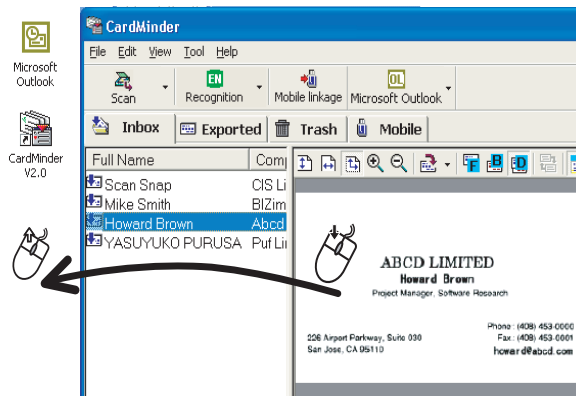 Microsoft
Outlook
CardMinder
V2.0
CardMinder
File Edit View Tool Help
Scan
EN
Recognition
Mobile linkage
OL
Microsoft Outlook
Inbox
Exported
Trash
Mobile
Full Name Comp
Scan Snap CIS Li
Mike Smith BIZim
Howard Brown Abcd
YASUYUKO PURUSA Puf Lir
F B D
ABCD LIMITED
Howard Brown
Project Manager, Software Research
226 Airport Parkway, Suite 030
San Jose, CA 95110
Phone : (408) 453-0000
Fax : (408) 453-0001
howard@abcd.com